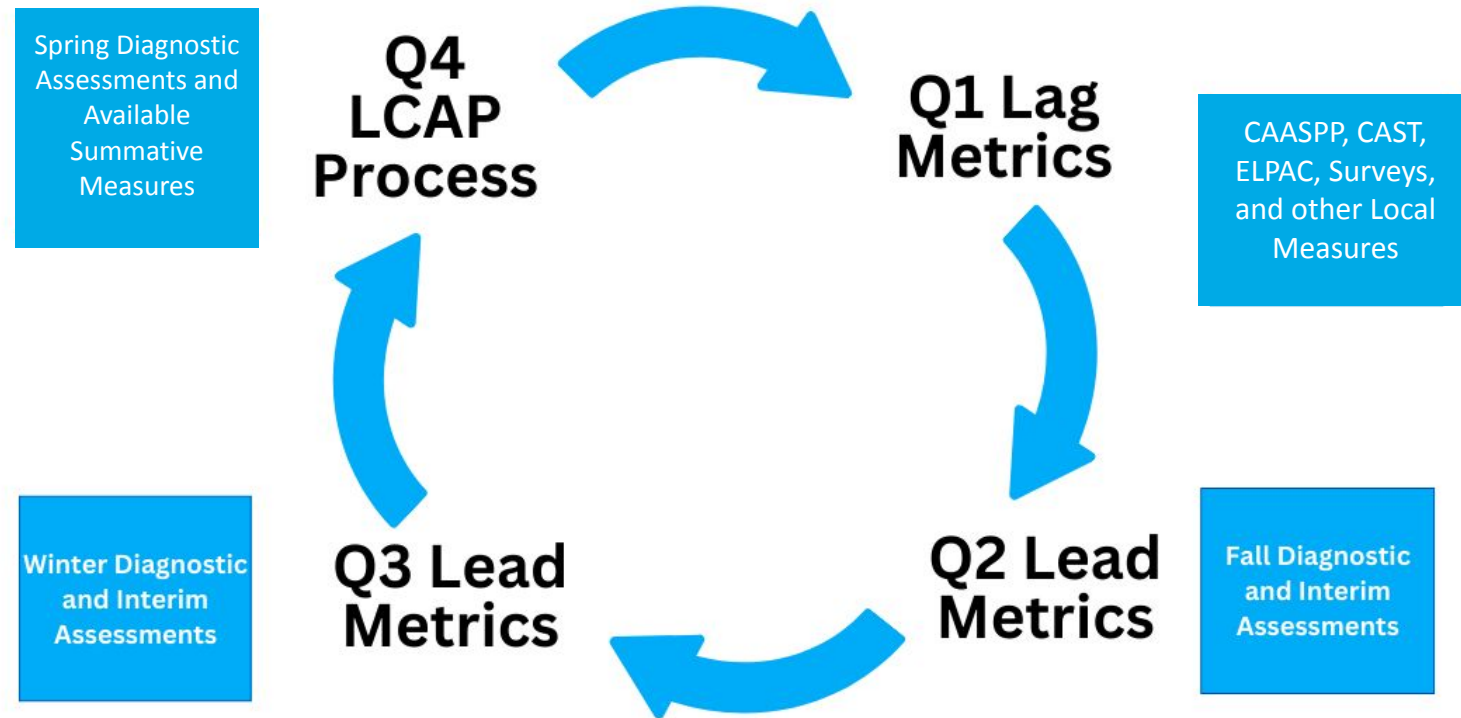 Spring Diagnostic
Assessments and
Available
Summative
Measures
Q4
LCAP
Process
Q1 Lag
Metrics
CAASPP, CAST,
ELPAC, Surveys,
and other Local
Measures
Winter Diagnostic
and Interim
Assessments
Q3 Lead
Metrics
Q2 Lead
Metrics
Fall Diagnostic
and Interim
Assessments